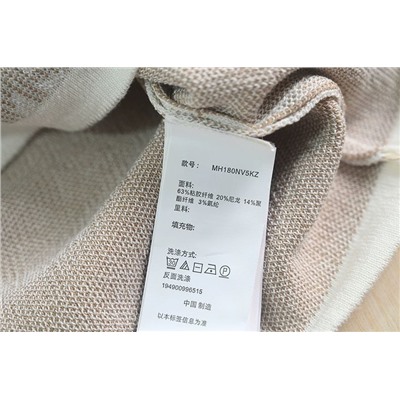 款号: MH180NV5KZ
面料:
63%粘胶纤维 20%尼龙 14%聚
酯纤维 3%氨纶
里料:
填充物:
洗涤方式:
反面洗涤
194900996515
中国 制造
以本标签信息为准